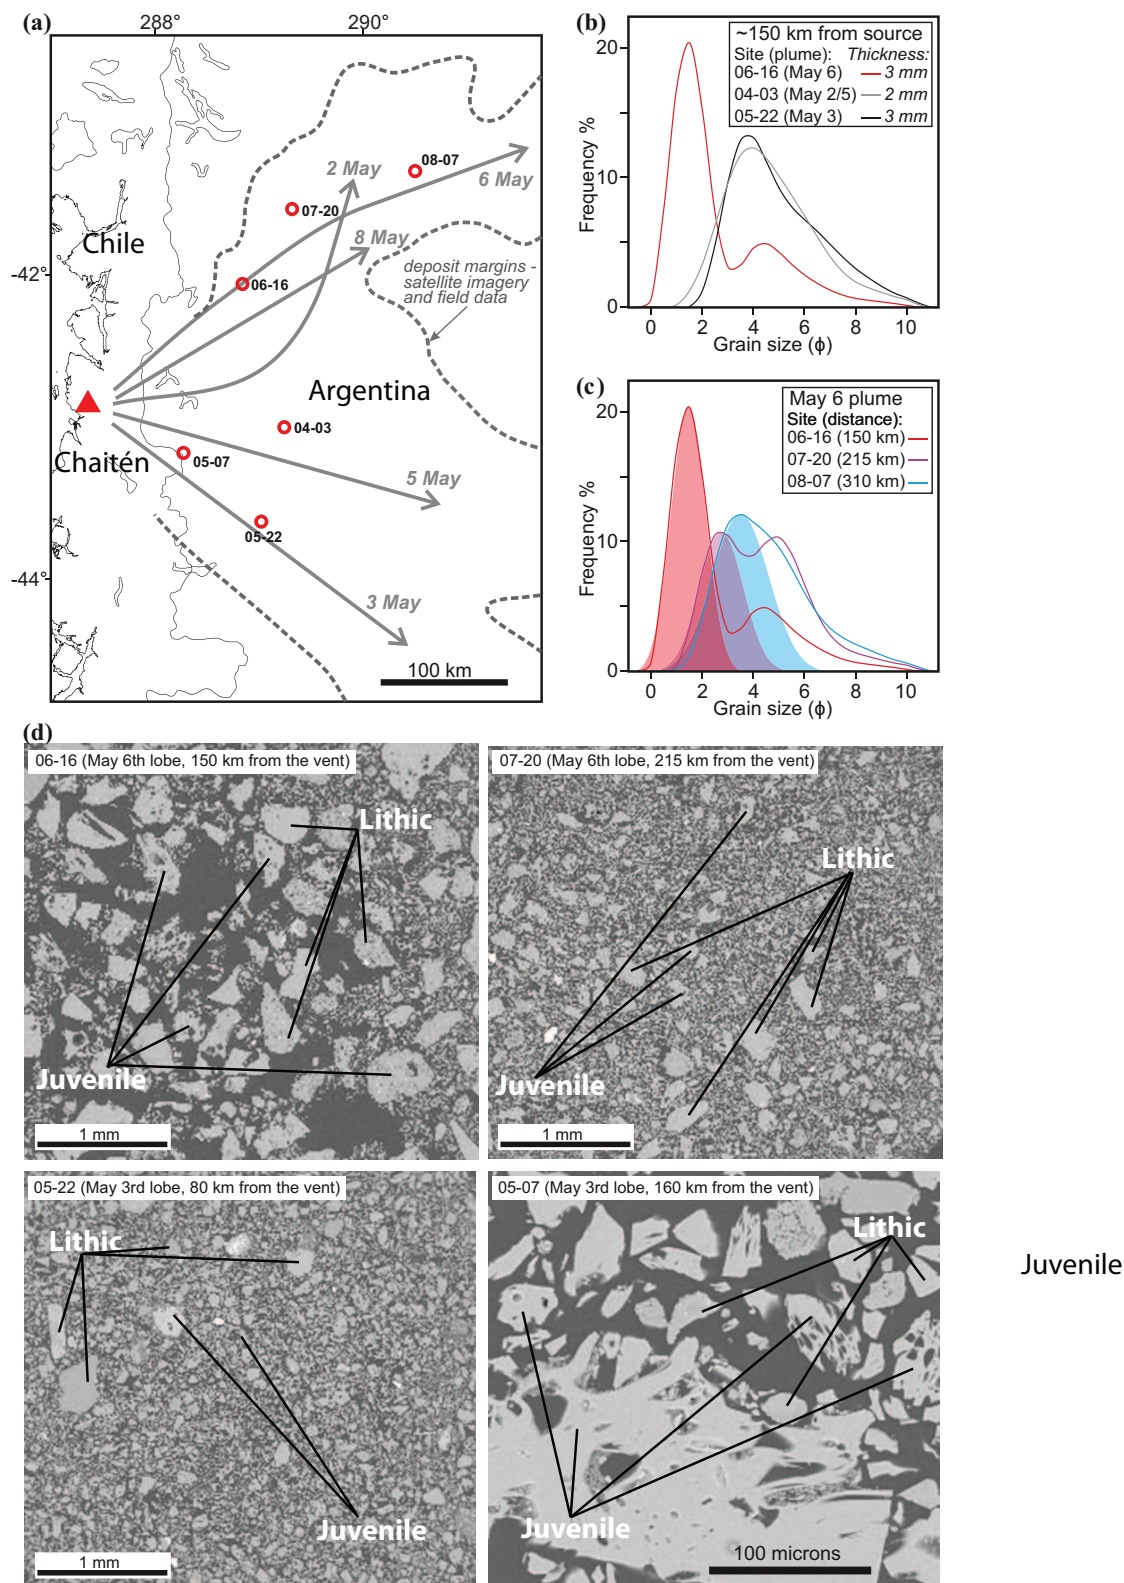 (a)
288°
290°
2 May
08-07
6 May
07-20
8 May
Chile
-42°
06-16
deposit margins -
satellite imagery
and field data
Argentina
04-03
Chaitén
05-07
5 May
05-22
-44°
3 May
100 km
(b)
~150 km from source
Site (plume): Thickness:
06-16 (May 6) 3 mm
04-03 (May 2/5) 2 mm
05-22 (May 3) 3 mm
20
10
0
Frequency %
0 2 4 6 8 10
Grain size (ϕ)
(c)
May 6 plume
Site (distance):
06-16 (150 km)
07-20 (215 km)
08-07 (310 km)
20
10
0
Frequency %
0 2 4 6 8 10
Grain size (ϕ)
(d)
06-16 (May 6th lobe, 150 km from the vent)
Lithic
Juvenile
1 mm
07-20 (May 6th lobe, 215 km from the vent)
Lithic
Juvenile
1 mm
05-22 (May 3rd lobe, 80 km from the vent)
Lithic
Juvenile
1 mm
05-07 (May 3rd lobe, 160 km from the vent)
Lithic
Juvenile
100 microns
Juvenile